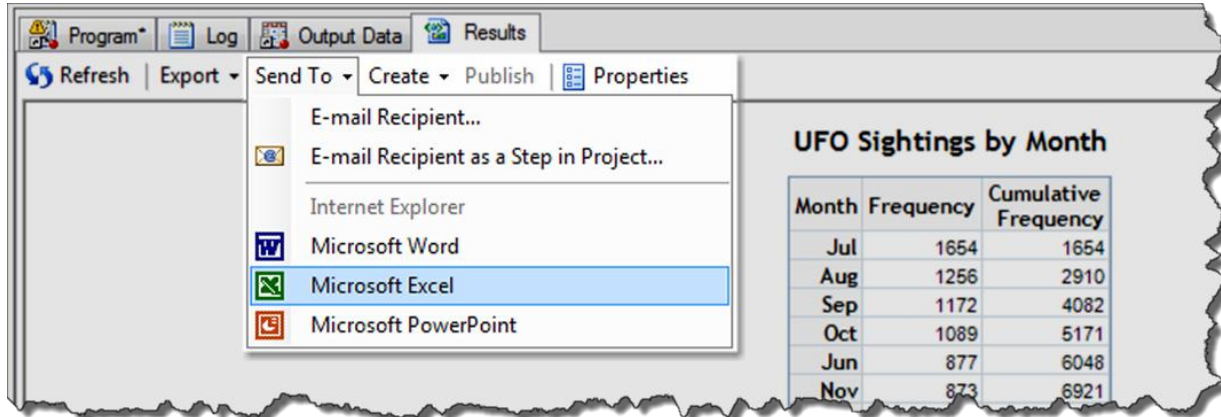 Program* Log Output Data Results
Refresh Export Send To Create Publish Properties
E-mail Recipient...
E-mail Recipient as a Step in Project...
Internet Explorer
Microsoft Word
Microsoft Excel
Microsoft PowerPoint
UFO Sightings by Month
Month Frequency Cumulative Frequency
Jul 1654 1654
Aug 1256 2910
Sep 1172 4082
Oct 1089 5171
Jun 877 6048
Nov 873 6921